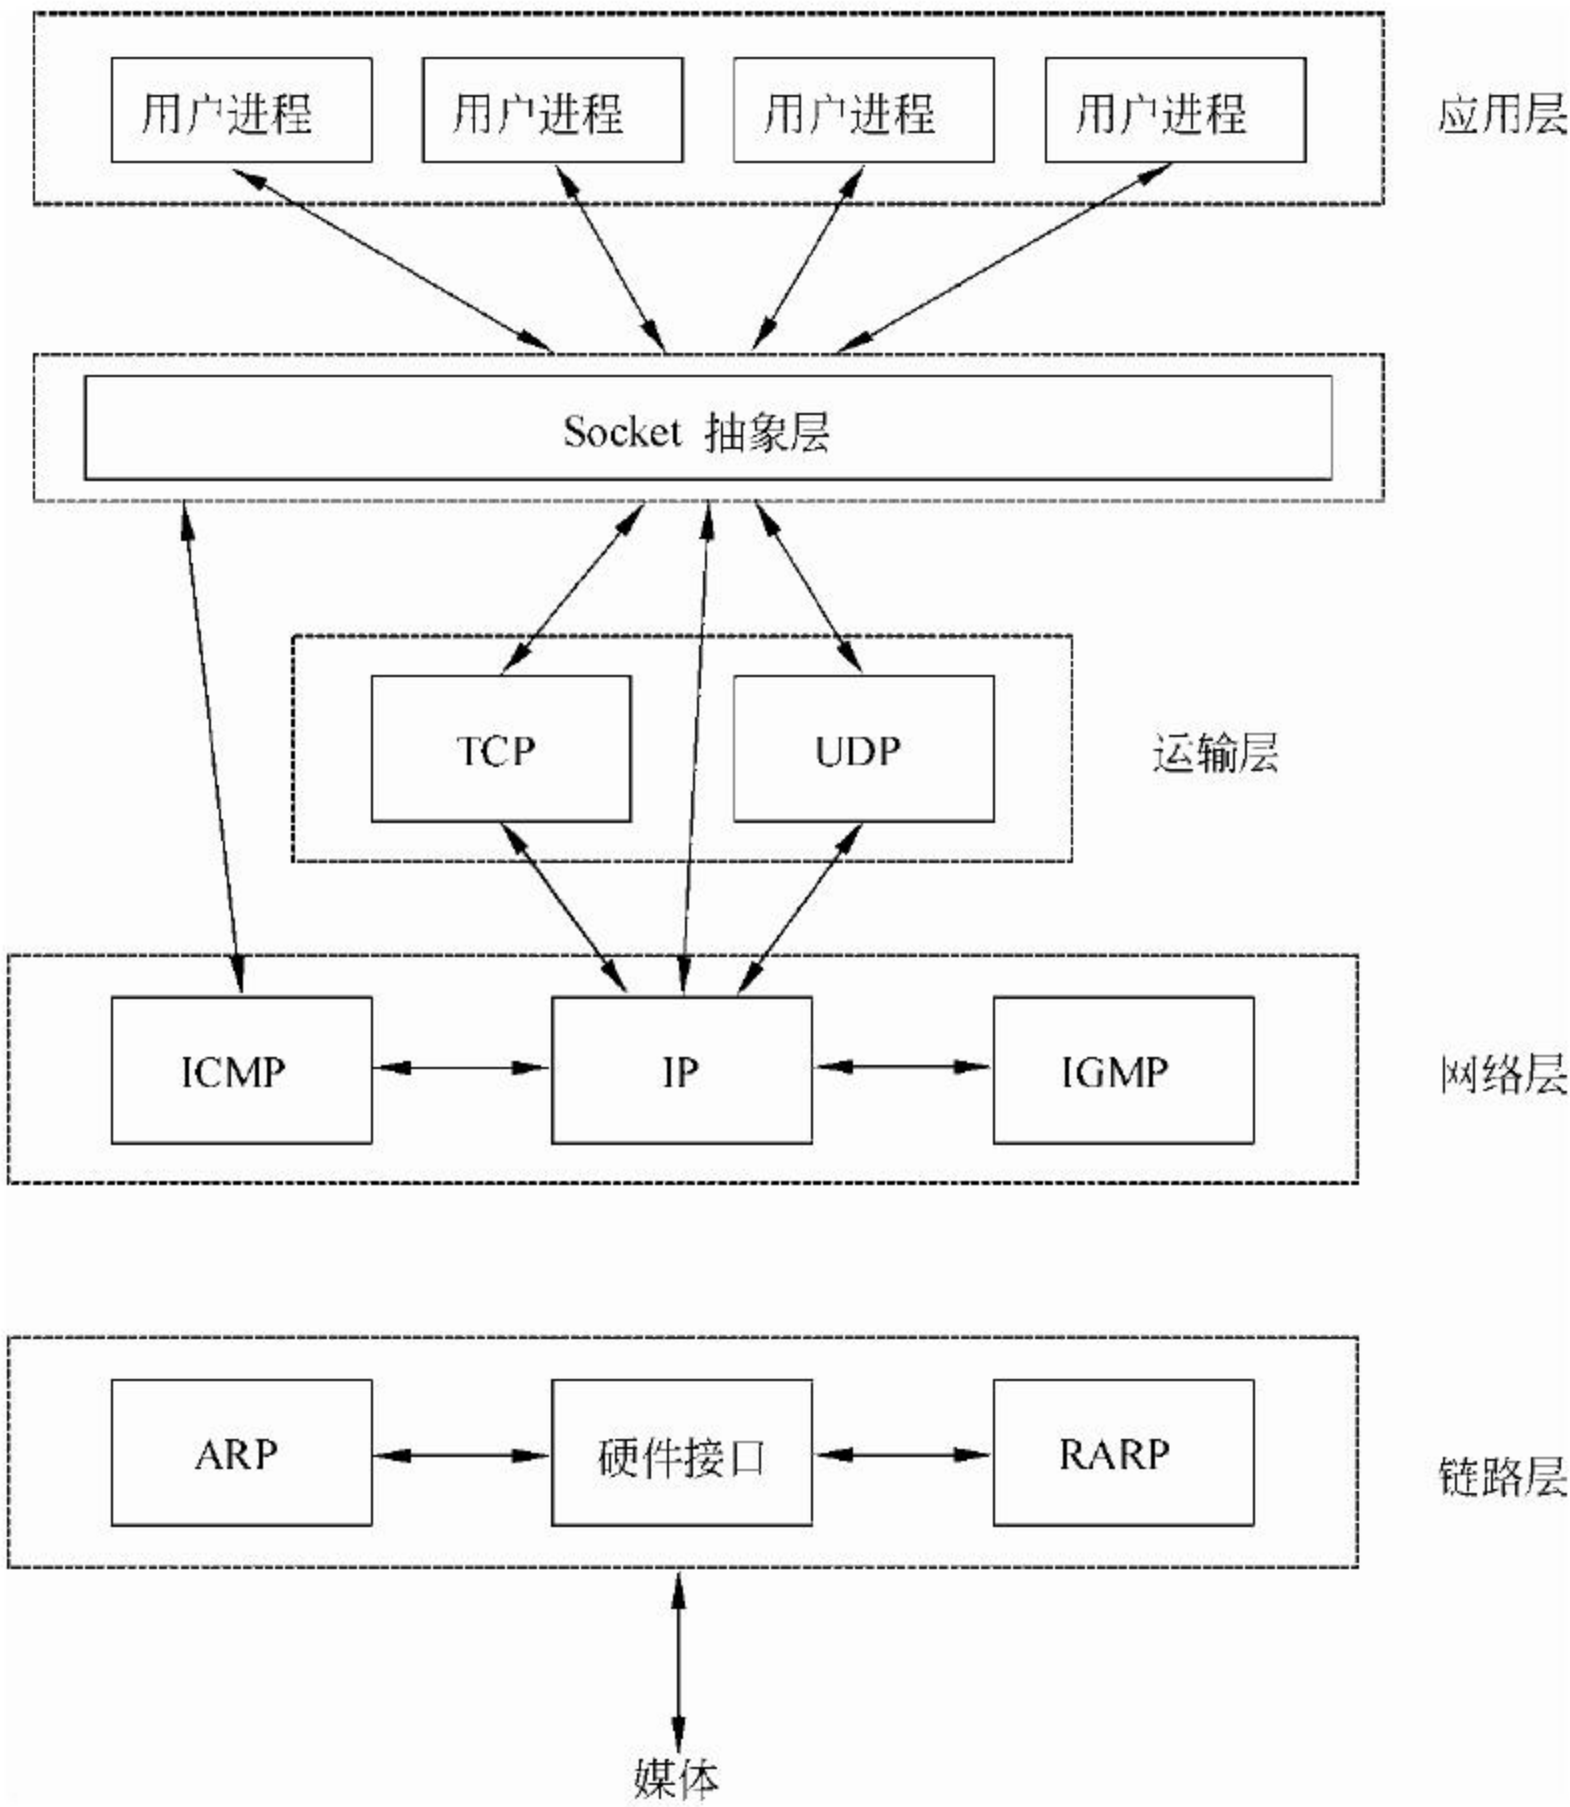 用户进程 用户进程 用户进程 用户进程 应用层
Socket 抽象层
TCP UDP 运输层
ICMP IP IGMP 网络层
ARP 硬件接口 RARP 链路层
媒体